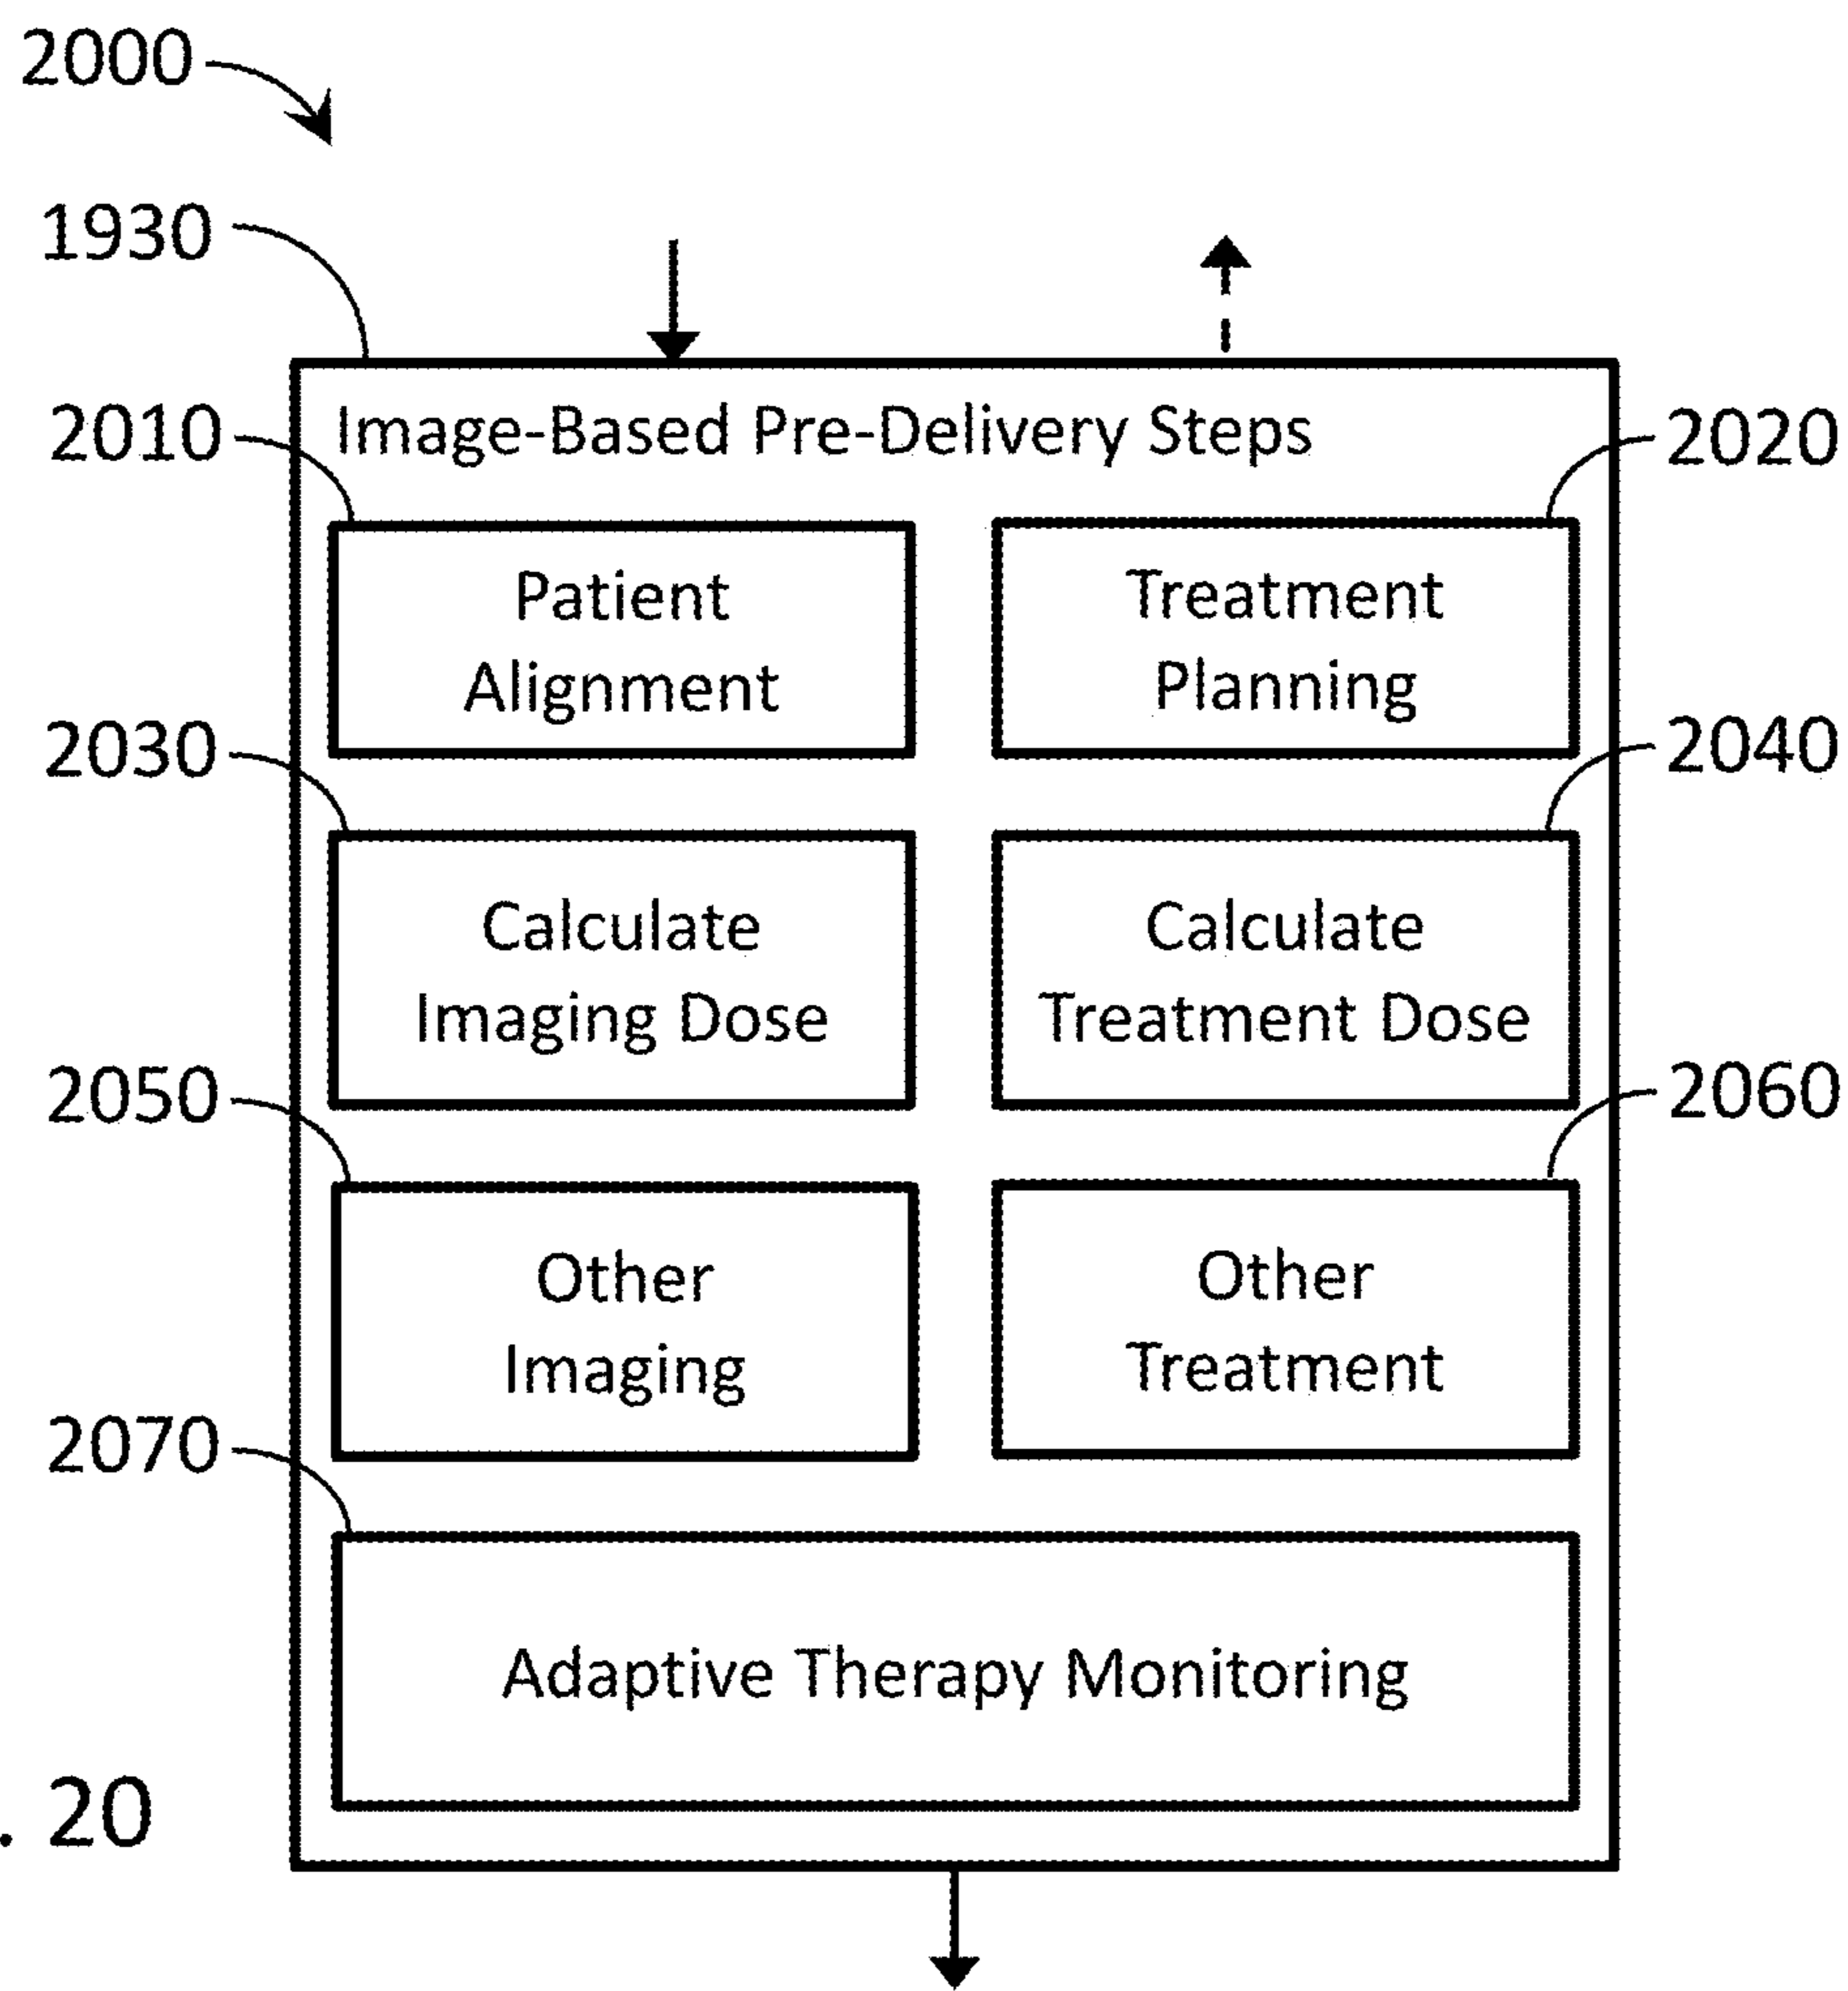 2000
1930
2010
Image-Based Pre-Delivery Steps
2020
Patient
Alignment
Treatment
Planning
2030
2040
Calculate
Imaging Dose
Calculate
Treatment Dose
2050
2060
Other
Imaging
Other
Treatment
2070
Adaptive Therapy Monitoring
. 20